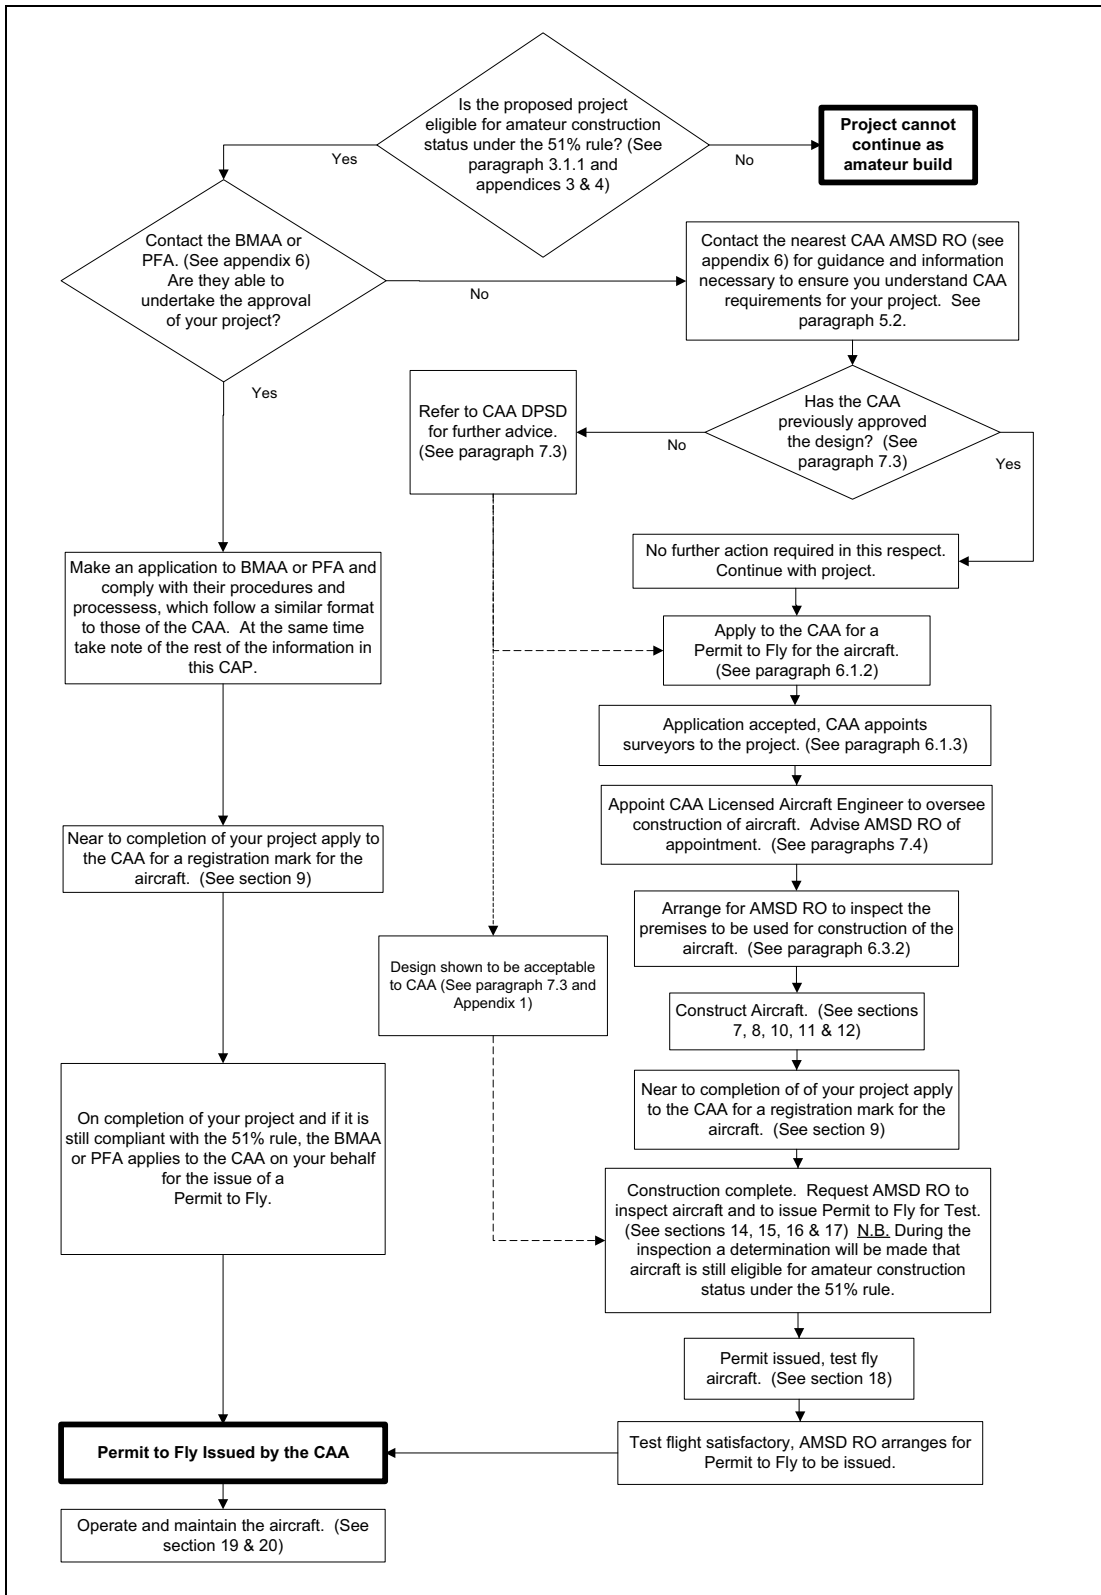 Is the proposed project
eligible for amateur construction
status under the 51% rule? (See
paragraph 3.1.1 and
appendices 3 & 4)
Yes
No
Project cannot
continue as
amateur build
Contact the BMAA or
PFA. (See appendix 6)
Are they able to
undertake the approval
of your project?
No
Yes
Contact the nearest CAA AMSD RO (see
appendix 6) for guidance and information
necessary to ensure you understand CAA
requirements for your project. See
paragraph 5.2.
Has the CAA
previously approved
the design? (See
paragraph 7.3)
No
Yes
Refer to CAA DPSD
for further advice.
(See paragraph 7.3)
No further action required in this respect.
Continue with project.
Make an application to BMAA or PFA and
comply with their procedures and
processess, which follow a similar format
to those of the CAA. At the same time
take note of the rest of the information in
this CAP.
Apply to the CAA for a
Permit to Fly for the aircraft.
(See paragraph 6.1.2)
Application accepted, CAA appoints
surveyors to the project. (See paragraph 6.1.3)
Appoint CAA Licensed Aircraft Engineer to oversee
construction of aircraft. Advise AMSD RO of
appointment. (See paragraphs 7.4)
Near to completion of your project apply to
the CAA for a registration mark for the
aircraft. (See section 9)
Arrange for AMSD RO to inspect the
premises to be used for construction of the
aircraft. (See paragraph 6.3.2)
Design shown to be acceptable
to CAA (See paragraph 7.3 and
Appendix 1)
Construct Aircraft. (See sections
7, 8, 10, 11 & 12)
Near to completion of of your project apply
to the CAA for a registration mark for the
aircraft. (See section 9)
On completion of your project and if it is
still compliant with the 51% rule, the BMAA
or PFA applies to the CAA on your behalf
for the issue of a
Permit to Fly.
Construction complete. Request AMSD RO to
inspect aircraft and to issue Permit to Fly for Test.
(See sections 14, 15, 16 & 17) N.B. During the
inspection a determination will be made that
aircraft is still eligible for amateur construction
status under the 51% rule.
Permit issued, test fly
aircraft. (See section 18)
Test flight satisfactory, AMSD RO arranges for
Permit to Fly to be issued.
Permit to Fly Issued by the CAA
Operate and maintain the aircraft. (See
section 19 & 20)